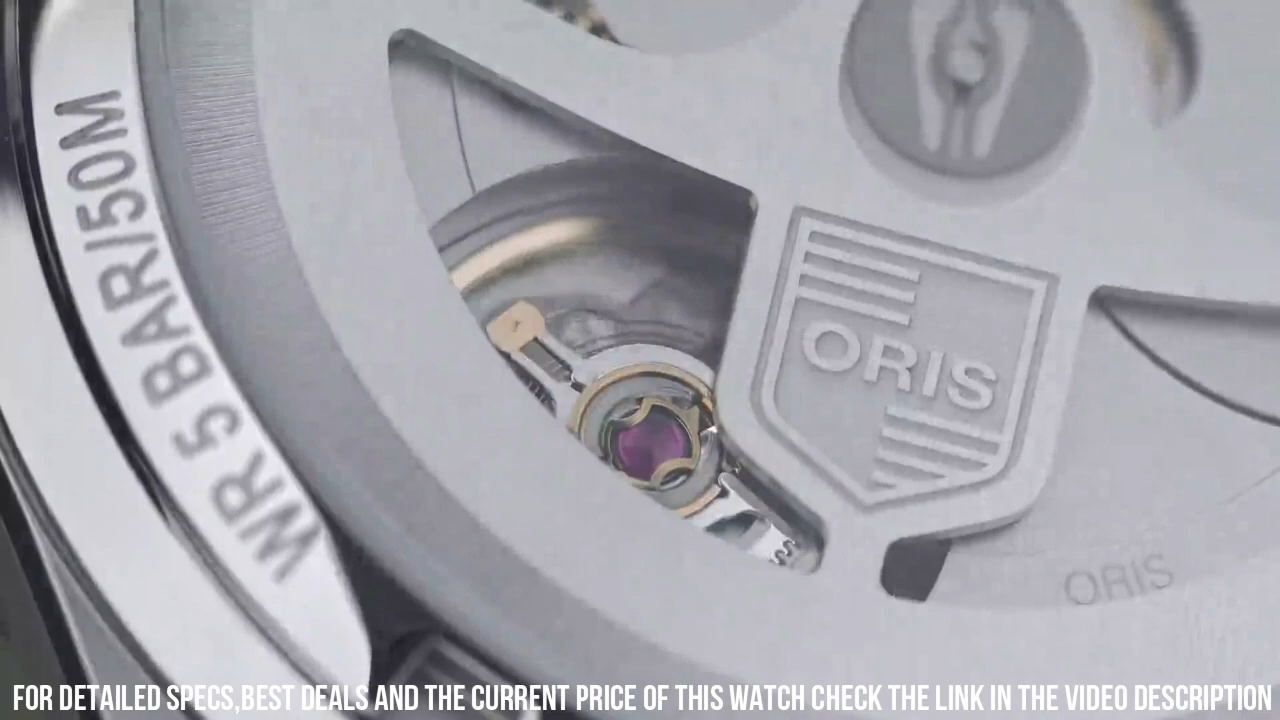 WR 5 BAR/50M
ORIS
ORIS
FOR DETAILED SPECS,BEST DEALS AND THE CURRENT PRICE OF THIS WATCH CHECK THE LINK IN THE VIDEO DESCRIPTION